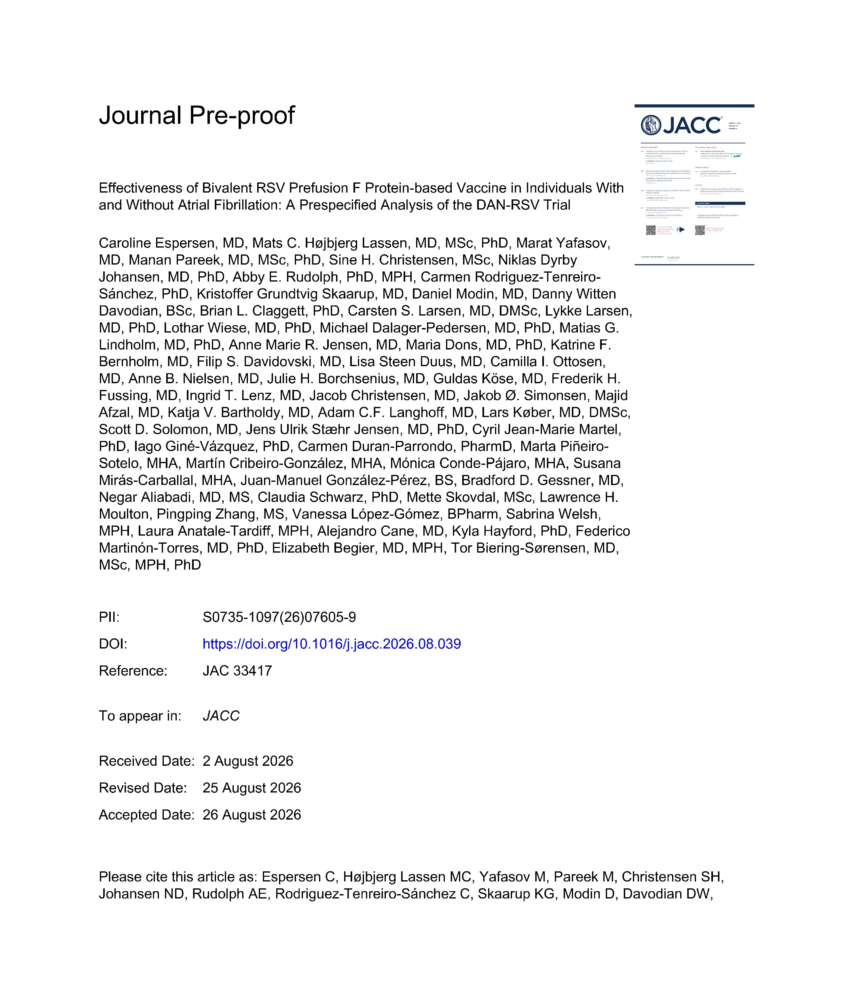 Journal Pre-proof
JACC
Effectiveness of Bivalent RSV Prefusion F Protein-based Vaccine in Individuals With
and Without Atrial Fibrillation: A Prespecified Analysis of the DAN-RSV Trial
Caroline Espersen, MD, Mats C. Højbjerg Lassen, MD, MSc, PhD, Marat Yafasov,
MD, Manan Pareek, MD, MSc, PhD, Sine H. Christensen, MSc, Niklas Dyrby
Johansen, MD, PhD, Abby E. Rudolph, PhD, MPH, Carmen Rodriguez-Tenreiro-
Sánchez, PhD, Kristoffer Grundtvig Skaarup, MD, Daniel Modin, MD, Danny Witten
Davodian, BSc, Brian L. Claggett, PhD, Carsten S. Larsen, MD, DMSc, Lykke Larsen,
MD, PhD, Lothar Wiese, MD, PhD, Michael Dalager-Pedersen, MD, PhD, Matias G.
Lindholm, MD, PhD, Anne Marie R. Jensen, MD, Maria Dons, MD, PhD, Katrine F.
Bernholm, MD, Filip S. Davidovski, MD, Lisa Steen Duus, MD, Camilla I. Ottosen,
MD, Anne B. Nielsen, MD, Julie H. Borchsenius, MD, Guldas Köse, MD, Frederik H.
Fussing, MD, Ingrid T. Lenz, MD, Jacob Christensen, MD, Jakob Ø. Simonsen, Majid
Afzal, MD, Katja V. Bartholdy, MD, Adam C.F. Langhoff, MD, Lars Køber, MD, DMSc,
Scott D. Solomon, MD, Jens Ulrik Stæhr Jensen, MD, PhD, Cyril Jean-Marie Martel,
PhD, Iago Giné-Vázquez, PhD, Carmen Duran-Parrondo, PharmD, Marta Piñeiro-
Sotelo, MHA, Martín Cribeiro-González, MHA, Mónica Conde-Pájaro, MHA, Susana
Mirás-Carballal, MHA, Juan-Manuel González-Pérez, BS, Bradford D. Gessner, MD,
Negar Aliabadi, MD, MS, Claudia Schwarz, PhD, Mette Skovdal, MSc, Lawrence H.
Moulton, Pingping Zhang, MS, Vanessa López-Gómez, BPharm, Sabrina Welsh,
MPH, Laura Anatale-Tardiff, MPH, Alejandro Cane, MD, Kyla Hayford, PhD, Federico
Martinón-Torres, MD, PhD, Elizabeth Begier, MD, MPH, Tor Biering-Sørensen, MD,
MSc, MPH, PhD
PII: S0735-1097(26)07605-9
DOI: https://doi.org/10.1016/j.jacc.2026.08.039
Reference: JAC 33417
To appear in: JACC
Received Date: 2 August 2026
Revised Date: 25 August 2026
Accepted Date: 26 August 2026
Please cite this article as: Espersen C, Højbjerg Lassen MC, Yafasov M, Pareek M, Christensen SH,
Johansen ND, Rudolph AE, Rodriguez-Tenreiro-Sánchez C, Skaarup KG, Modin D, Davodian DW,